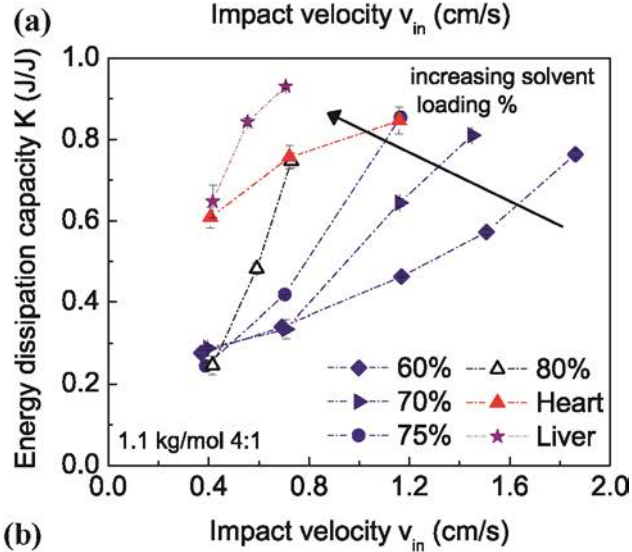 (a)
Impact velocity v_in (cm/s)
Energy dissipation capacity K (J/J)
1.0
0.8
0.6
0.4
0.2
0.0
increasing solvent
loading %
60%
70%
75%
80%
Heart
Liver
1.1 kg/mol 4:1
0.0 0.4 0.8 1.2 1.6 2.0
(b)
Impact velocity v_in (cm/s)